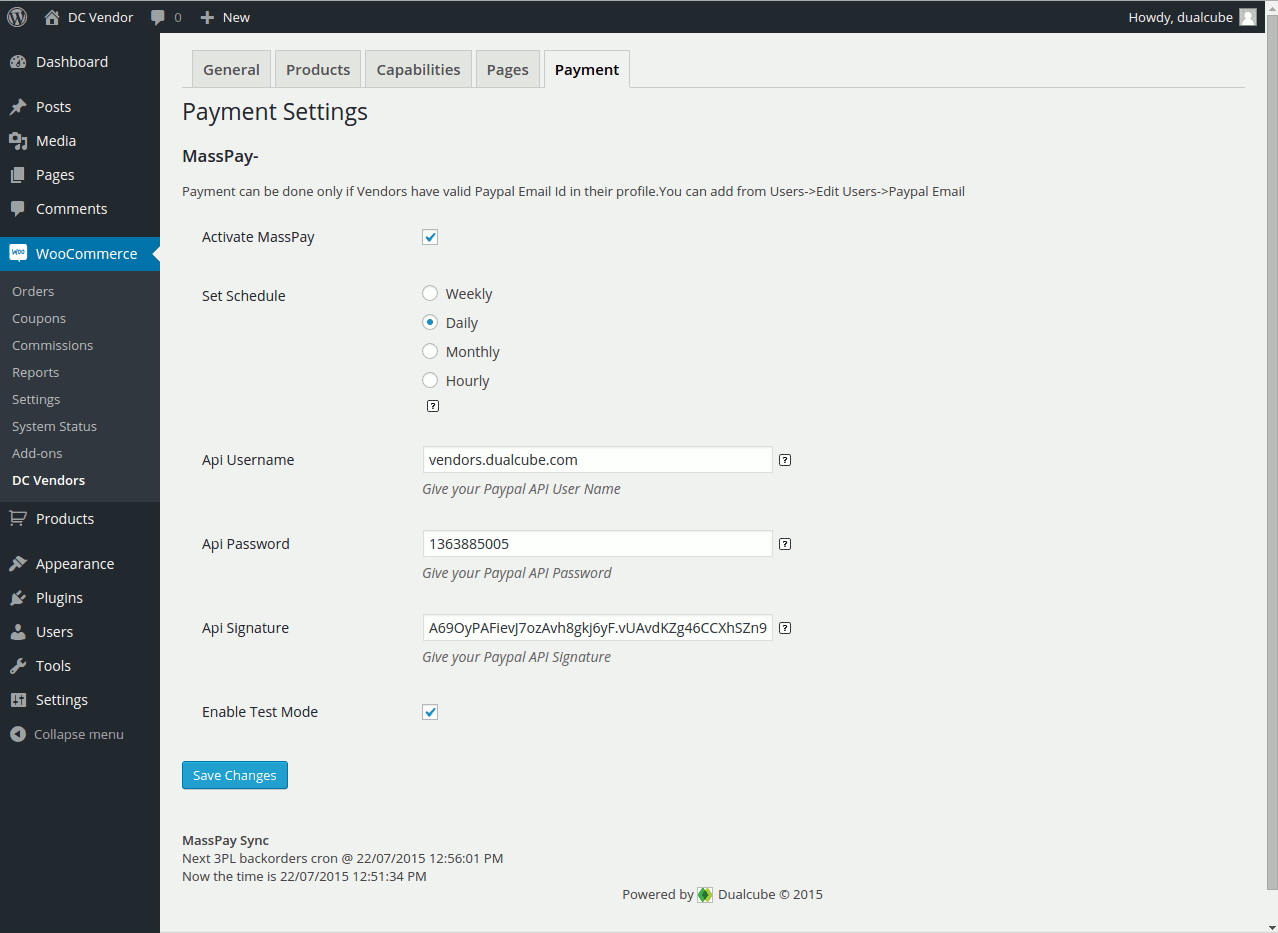 DC Vendor 0 New Howdy, dualcube
Dashboard
Posts
Media
Pages
Comments
WooCommerce
Orders
Coupons
Commissions
Reports
Settings
System Status
Add-ons
DC Vendors
Products
Appearance
Plugins
Users
Tools
Settings
Collapse menu
General Products Capabilities Pages Payment
Payment Settings
MassPay-
Payment can be done only if Vendors have valid Paypal Email Id in their profile.You can add from Users->Edit Users->Paypal Email
Activate MassPay
Set Schedule
Weekly
Daily
Monthly
Hourly
?
Api Username vendors.dualcube.com ?
Give your Paypal API User Name
Api Password 1363885005 ?
Give your Paypal API Password
Api Signature A69OyPAFievJ7ozAvh8gkj6yF.vUAvdKZg46CCXhSZn9 ?
Give your Paypal API Signature
Enable Test Mode
Save Changes
MassPay Sync
Next 3PL backorders cron @ 22/07/2015 12:56:01 PM
Now the time is 22/07/2015 12:51:34 PM
Powered by Dualcube © 2015